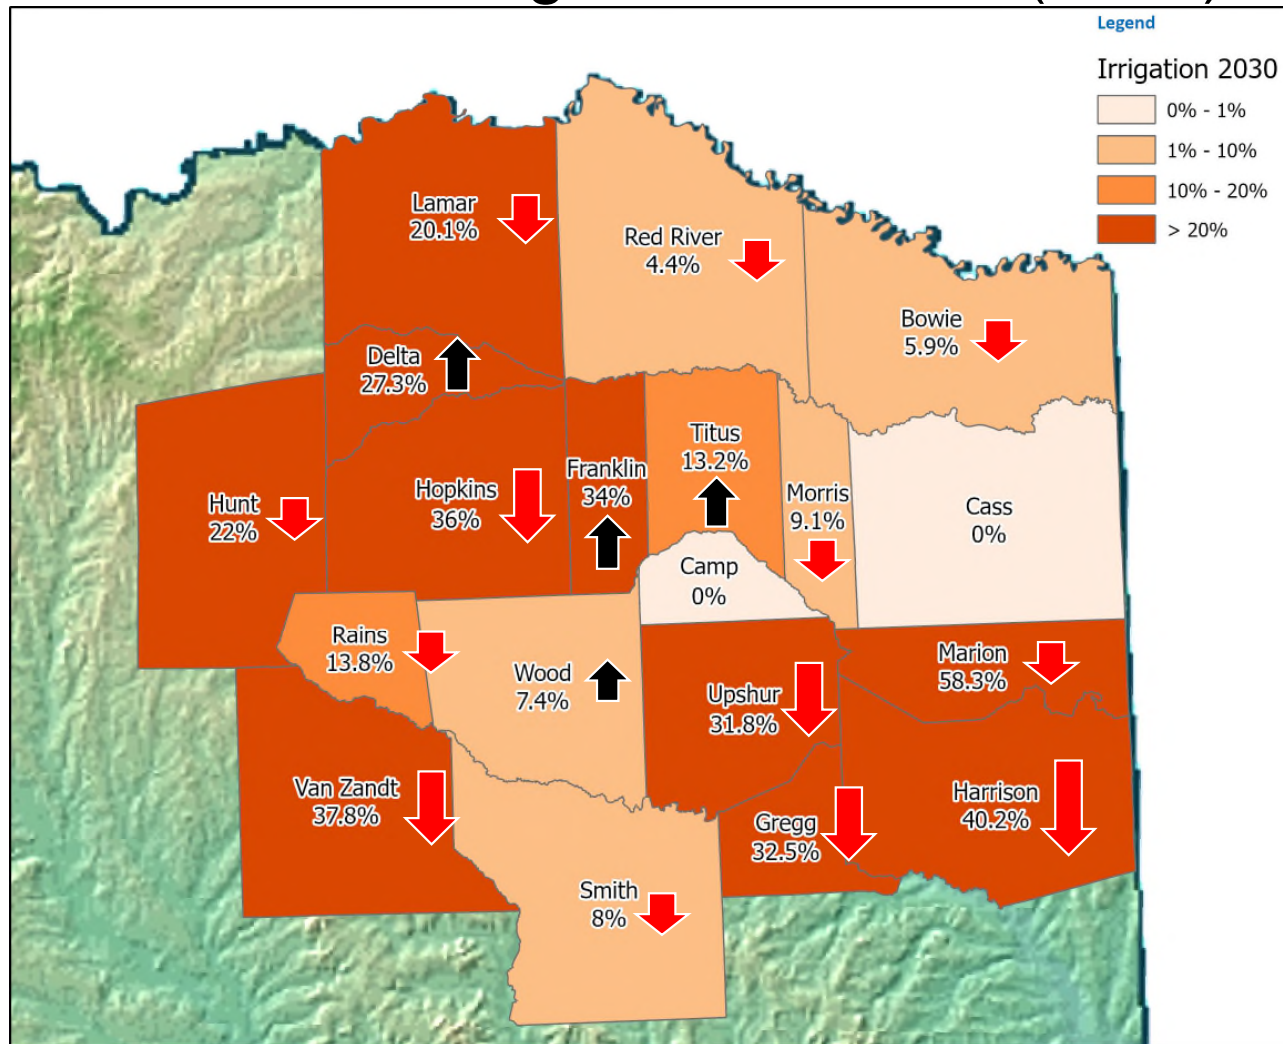 Legend
Irrigation 2030
0% - 1%
1% - 10%
10% - 20%
> 20%
Lamar
20.1%
Red River
4.4%
Bowie
5.9%
Delta
27.3%
Titus
13.2%
Franklin
34%
Hopkins
36%
Hunt
22%
Morris
9.1%
Cass
0%
Camp
0%
Rains
13.8%
Wood
7.4%
Marion
58.3%
Upshur
31.8%
Van Zandt
37.8%
Harrison
40.2%
Gregg
32.5%
Smith
8%